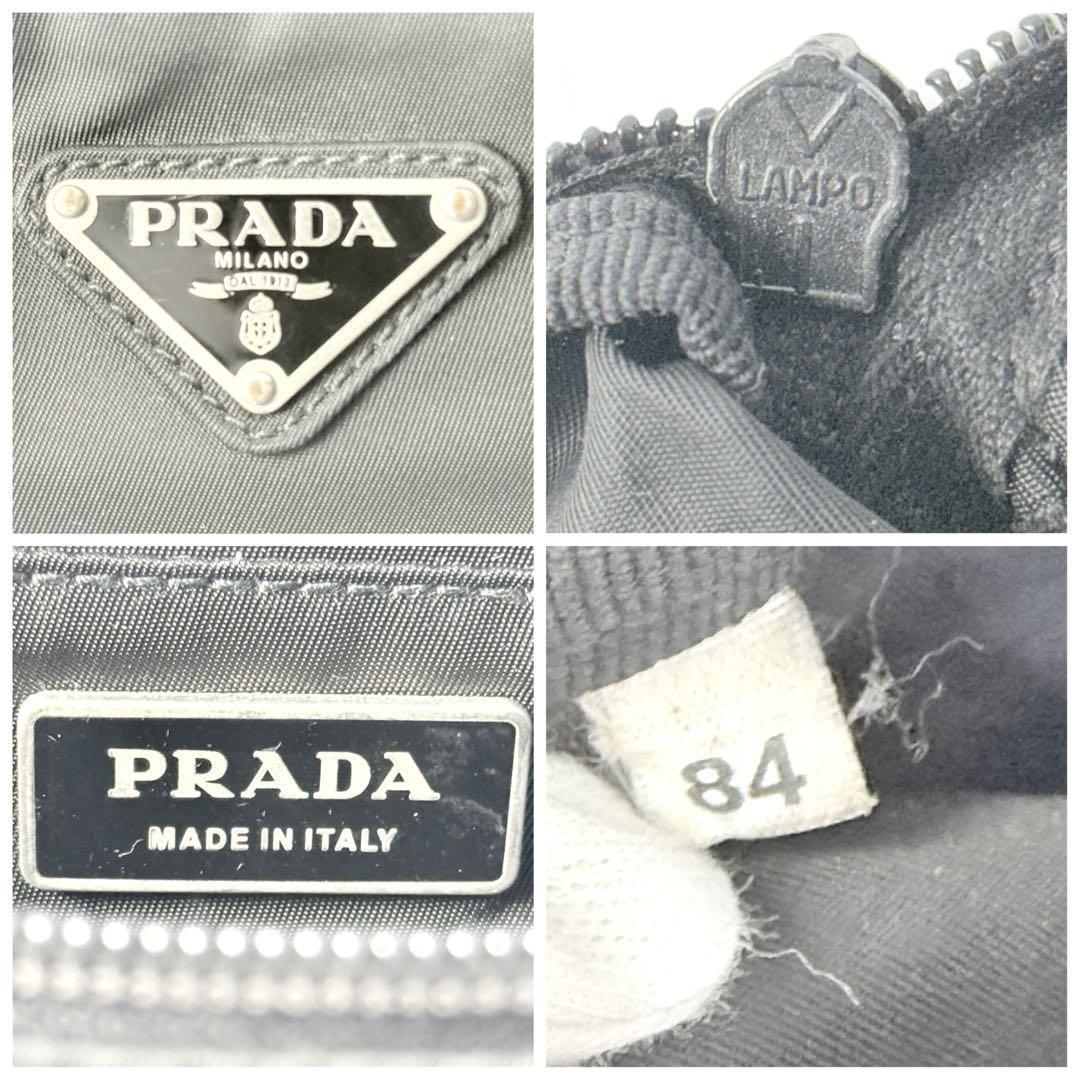 PRADA
MILANO
DAL 1913
LAMPO
PRADA
MADE IN ITALY
84